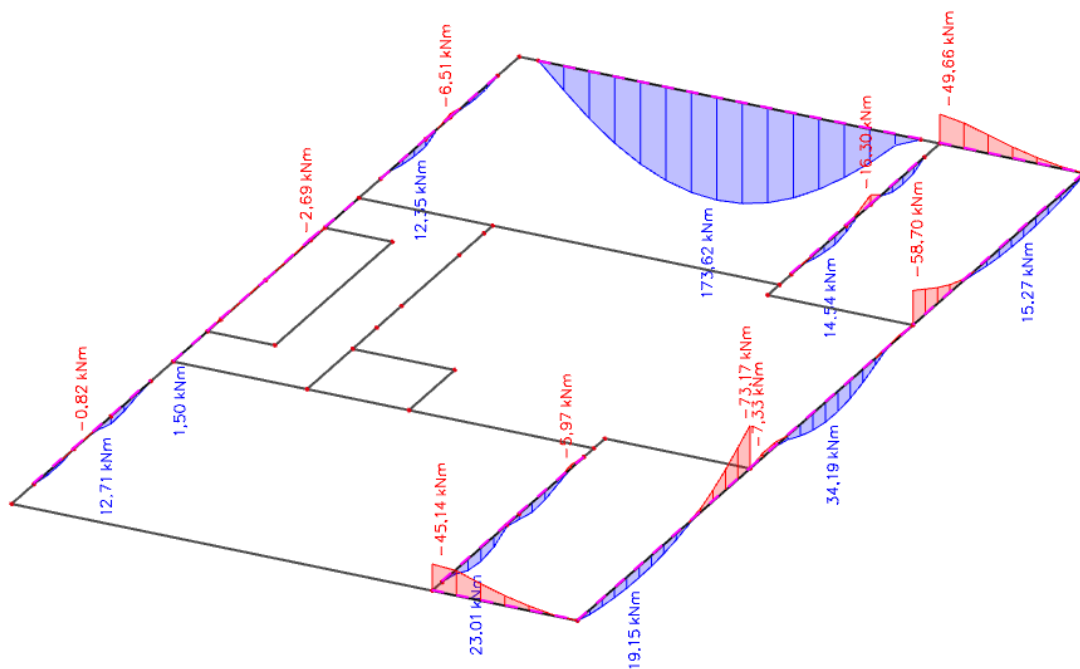 -6,51 kNm
-49,66 kNm
-16,30 kNm
-2,69 kNm
12,35 kNm
173,62 kNm
-58,70 kNm
15,27 kNm
14,54 kNm
-0,82 kNm
1,50 kNm
-73,17 kNm
-7,33 kNm
-5,97 kNm
12,71 kNm
34,19 kNm
-45,14 kNm
23,01 kNm
19,15 kNm